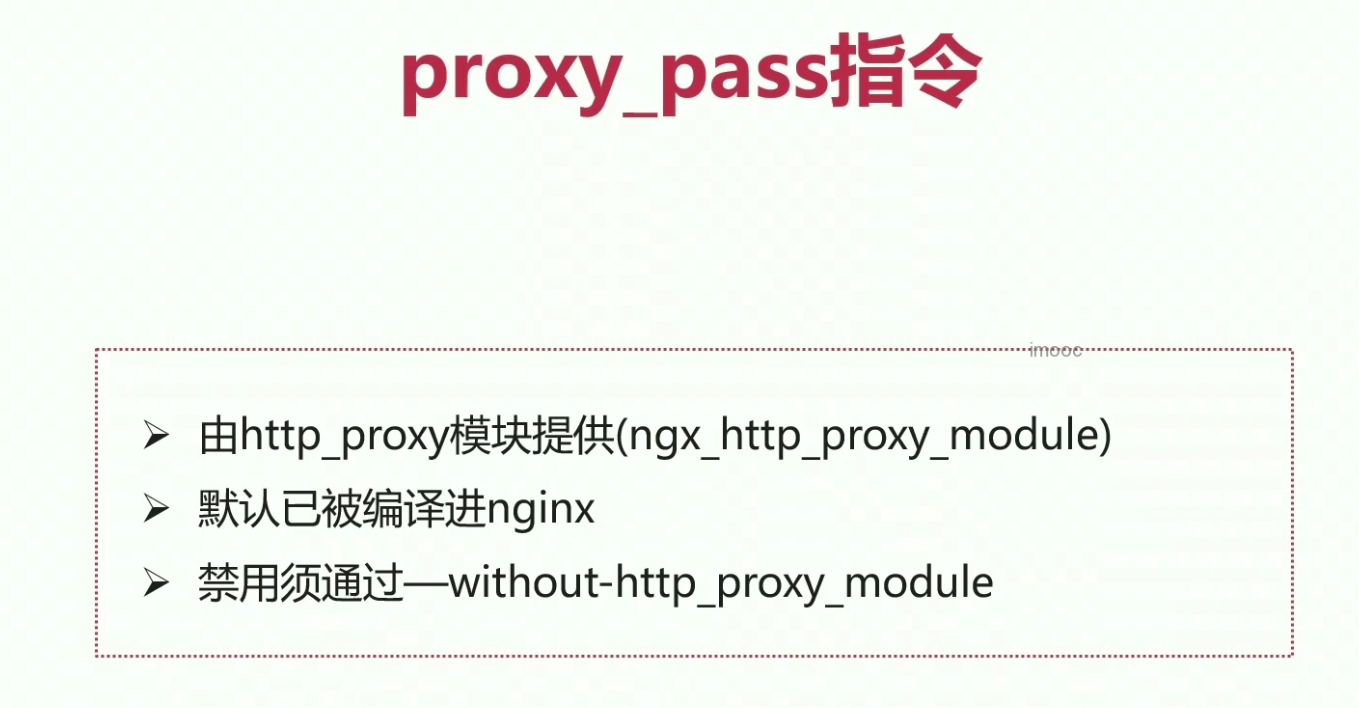 proxy_pass指令
imooc
➢ 由http_proxy模块提供(ngx_http_proxy_module)
➢ 默认已被编译进nginx
➢ 禁用须通过—without-http_proxy_module